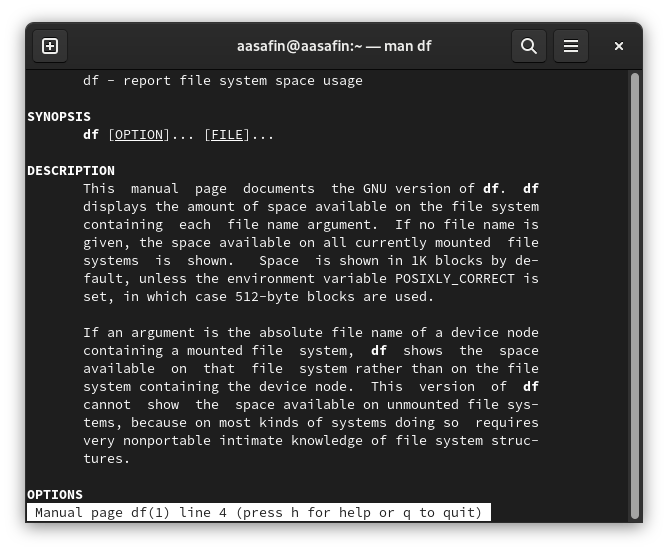 aasafin@aasafin:~ — man df
df - report file system space usage
SYNOPSIS
df [OPTION]... [FILE]...
DESCRIPTION
This manual page documents the GNU version of df. df
displays the amount of space available on the file system
containing each file name argument. If no file name is
given, the space available on all currently mounted file
systems is shown. Space is shown in 1K blocks by de-
fault, unless the environment variable POSIXLY_CORRECT is
set, in which case 512-byte blocks are used.
If an argument is the absolute file name of a device node
containing a mounted file system, df shows the space
available on that file system rather than on the file
system containing the device node. This version of df
cannot show the space available on unmounted file sys-
tems, because on most kinds of systems doing so requires
very nonportable intimate knowledge of file system struc-
tures.
OPTIONS
Manual page df(1) line 4 (press h for help or q to quit)